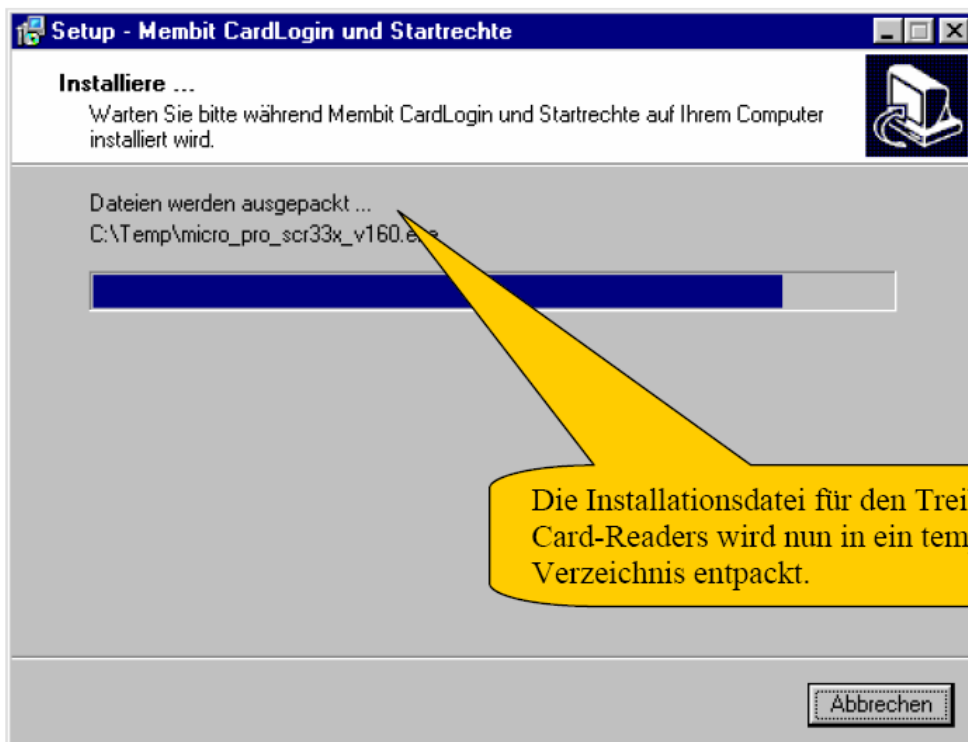 Setup - Membit CardLogin und Startrechte
Installiere ...
Warten Sie bitte während Membit CardLogin und Startrechte auf Ihrem Computer
installiert wird.
Dateien werden ausgepackt ...
C:\Temp\micro_pro_scr33x_v160.exe
Die Installationsdatei für den Trei
Card-Readers wird nun in ein tem
Verzeichnis entpackt.
Abbrechen